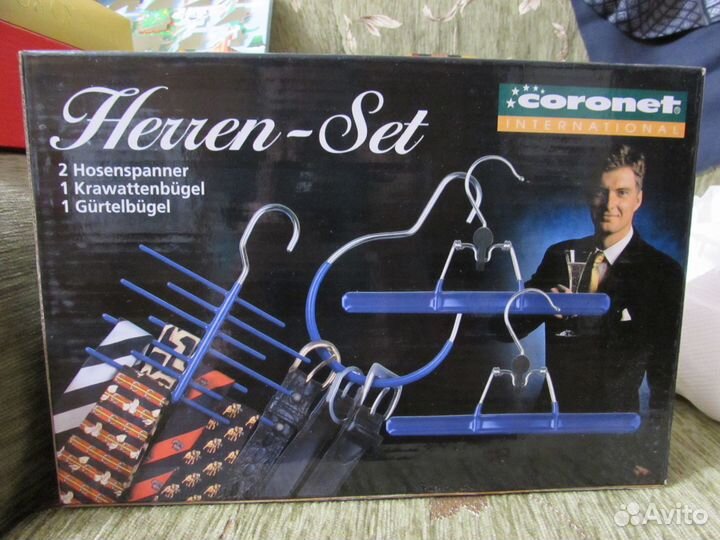 Herren-Set
2 Hosenspanner
1 Krawattenbügel
1 Gürtelbügel
coronet®
INTERNATIONAL
Avito